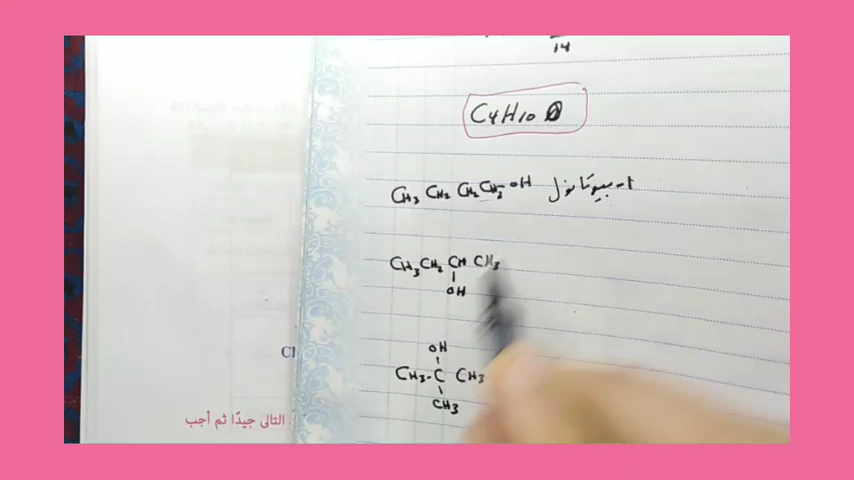 14
C4H10O
CH3 CH2 CH2 CH2-OH ١- بيوتانول
CH3 CH2 CH CH3
OH
OH
CH3-C CH3
CH3
التالى جيدًا ثم أجب